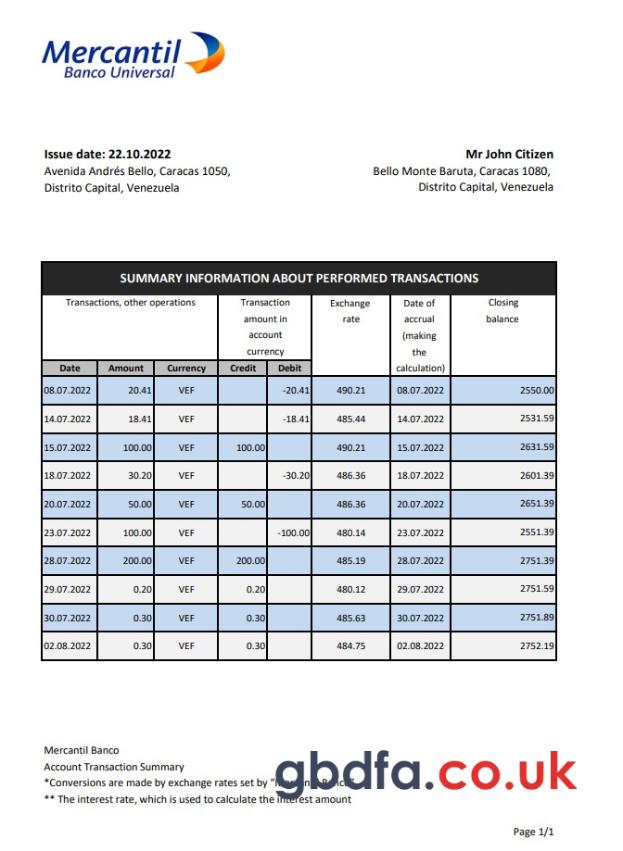 Mercantil
Banco Universal
Issue date: 22.10.2022
Avenida Andrés Bello, Caracas 1050,
Distrito Capital, Venezuela
Mr John Citizen
Bello Monte Baruta, Caracas 1080,
Distrito Capital, Venezuela
SUMMARY INFORMATION ABOUT PERFORMED TRANSACTIONS
Transactions, other operations
Transaction
amount in
account
currency
Exchange
rate
Date of
accrual
(making
the
calculation)
Closing
balance
Date Amount Currency Credit Debit
08.07.2022 20.41 VEF -20.41 490.21 08.07.2022 2550.00
14.07.2022 18.41 VEF -18.41 485.44 14.07.2022 2531.59
15.07.2022 100.00 VEF 100.00 490.21 15.07.2022 2631.59
18.07.2022 30.20 VEF -30.20 486.36 18.07.2022 2601.39
20.07.2022 50.00 VEF 50.00 486.36 20.07.2022 2651.39
23.07.2022 100.00 VEF -100.00 480.14 23.07.2022 2551.39
28.07.2022 200.00 VEF 200.00 485.19 28.07.2022 2751.39
29.07.2022 0.20 VEF 0.20 480.12 29.07.2022 2751.59
30.07.2022 0.30 VEF 0.30 485.63 30.07.2022 2751.89
02.08.2022 0.30 VEF 0.30 484.75 02.08.2022 2752.19
Mercantil Banco
Account Transaction Summary
*Conversions are made by exchange rates set by
** The interest rate, which is used to calculate the interest amount
gbdfa.co.uk
Page 1/1